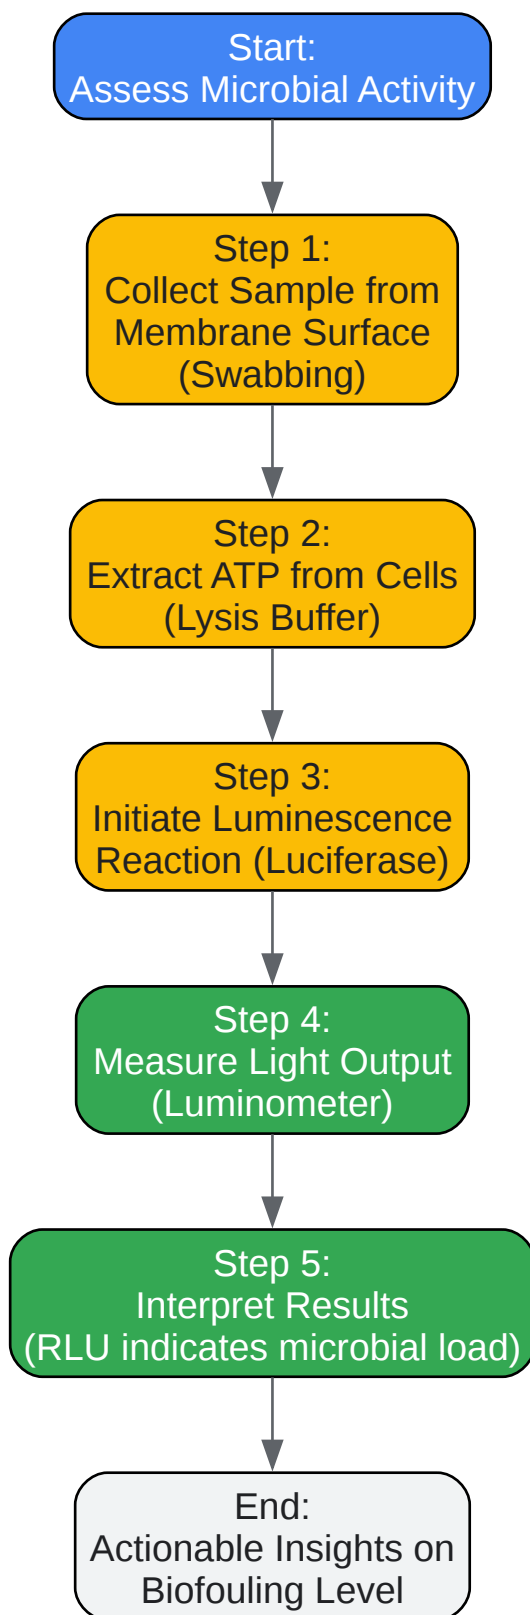 Start:
Assess Microbial Activity
Step 1:
Collect Sample from
Membrane Surface
(Swabbing)
Step 2:
Extract ATP from Cells
(Lysis Buffer)
Step 3:
Initiate Luminescence
Reaction (Luciferase)
Step 4:
Measure Light Output
(Luminometer)
Step 5:
Interpret Results
(RLU indicates microbial load)
End:
Actionable Insights on
Biofouling Level